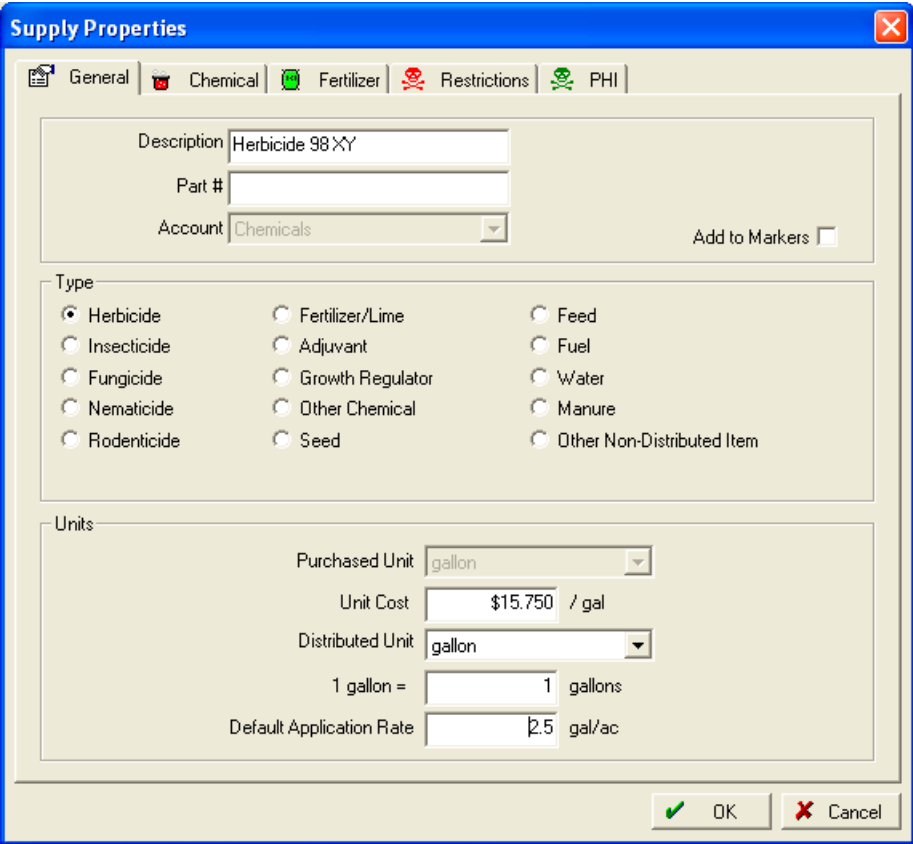 Supply Properties
General Chemical Fertilizer Restrictions PHI
Description Herbicide 98 XY
Part #
Account Chemicals
Add to Markers
Type
Herbicide Fertilizer/Lime Feed
Insecticide Adjuvant Fuel
Fungicide Growth Regulator Water
Nematicide Other Chemical Manure
Rodenticide Seed Other Non-Distributed Item
Units
Purchased Unit gallon
Unit Cost $15.750 / gal
Distributed Unit gallon
1 gallon = 1 gallons
Default Application Rate 2.5 gal/ac
OK Cancel